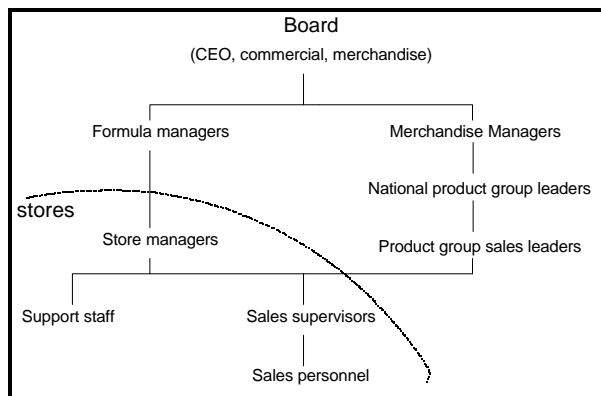 Board
(CEO, commercial, merchandise)
Formula managers
Merchandise Managers
National product group leaders
stores
Store managers
Product group sales leaders
Support staff
Sales supervisors
Sales personnel